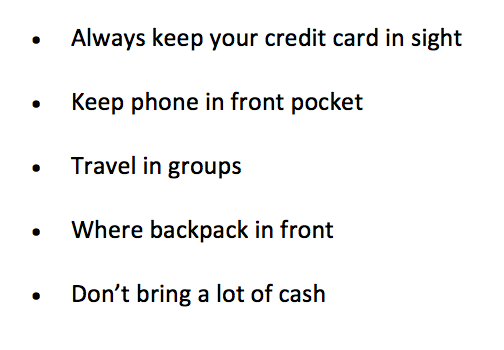 • Always keep your credit card in sight
• Keep phone in front pocket
• Travel in groups
• Where backpack in front
• Don’t bring a lot of cash